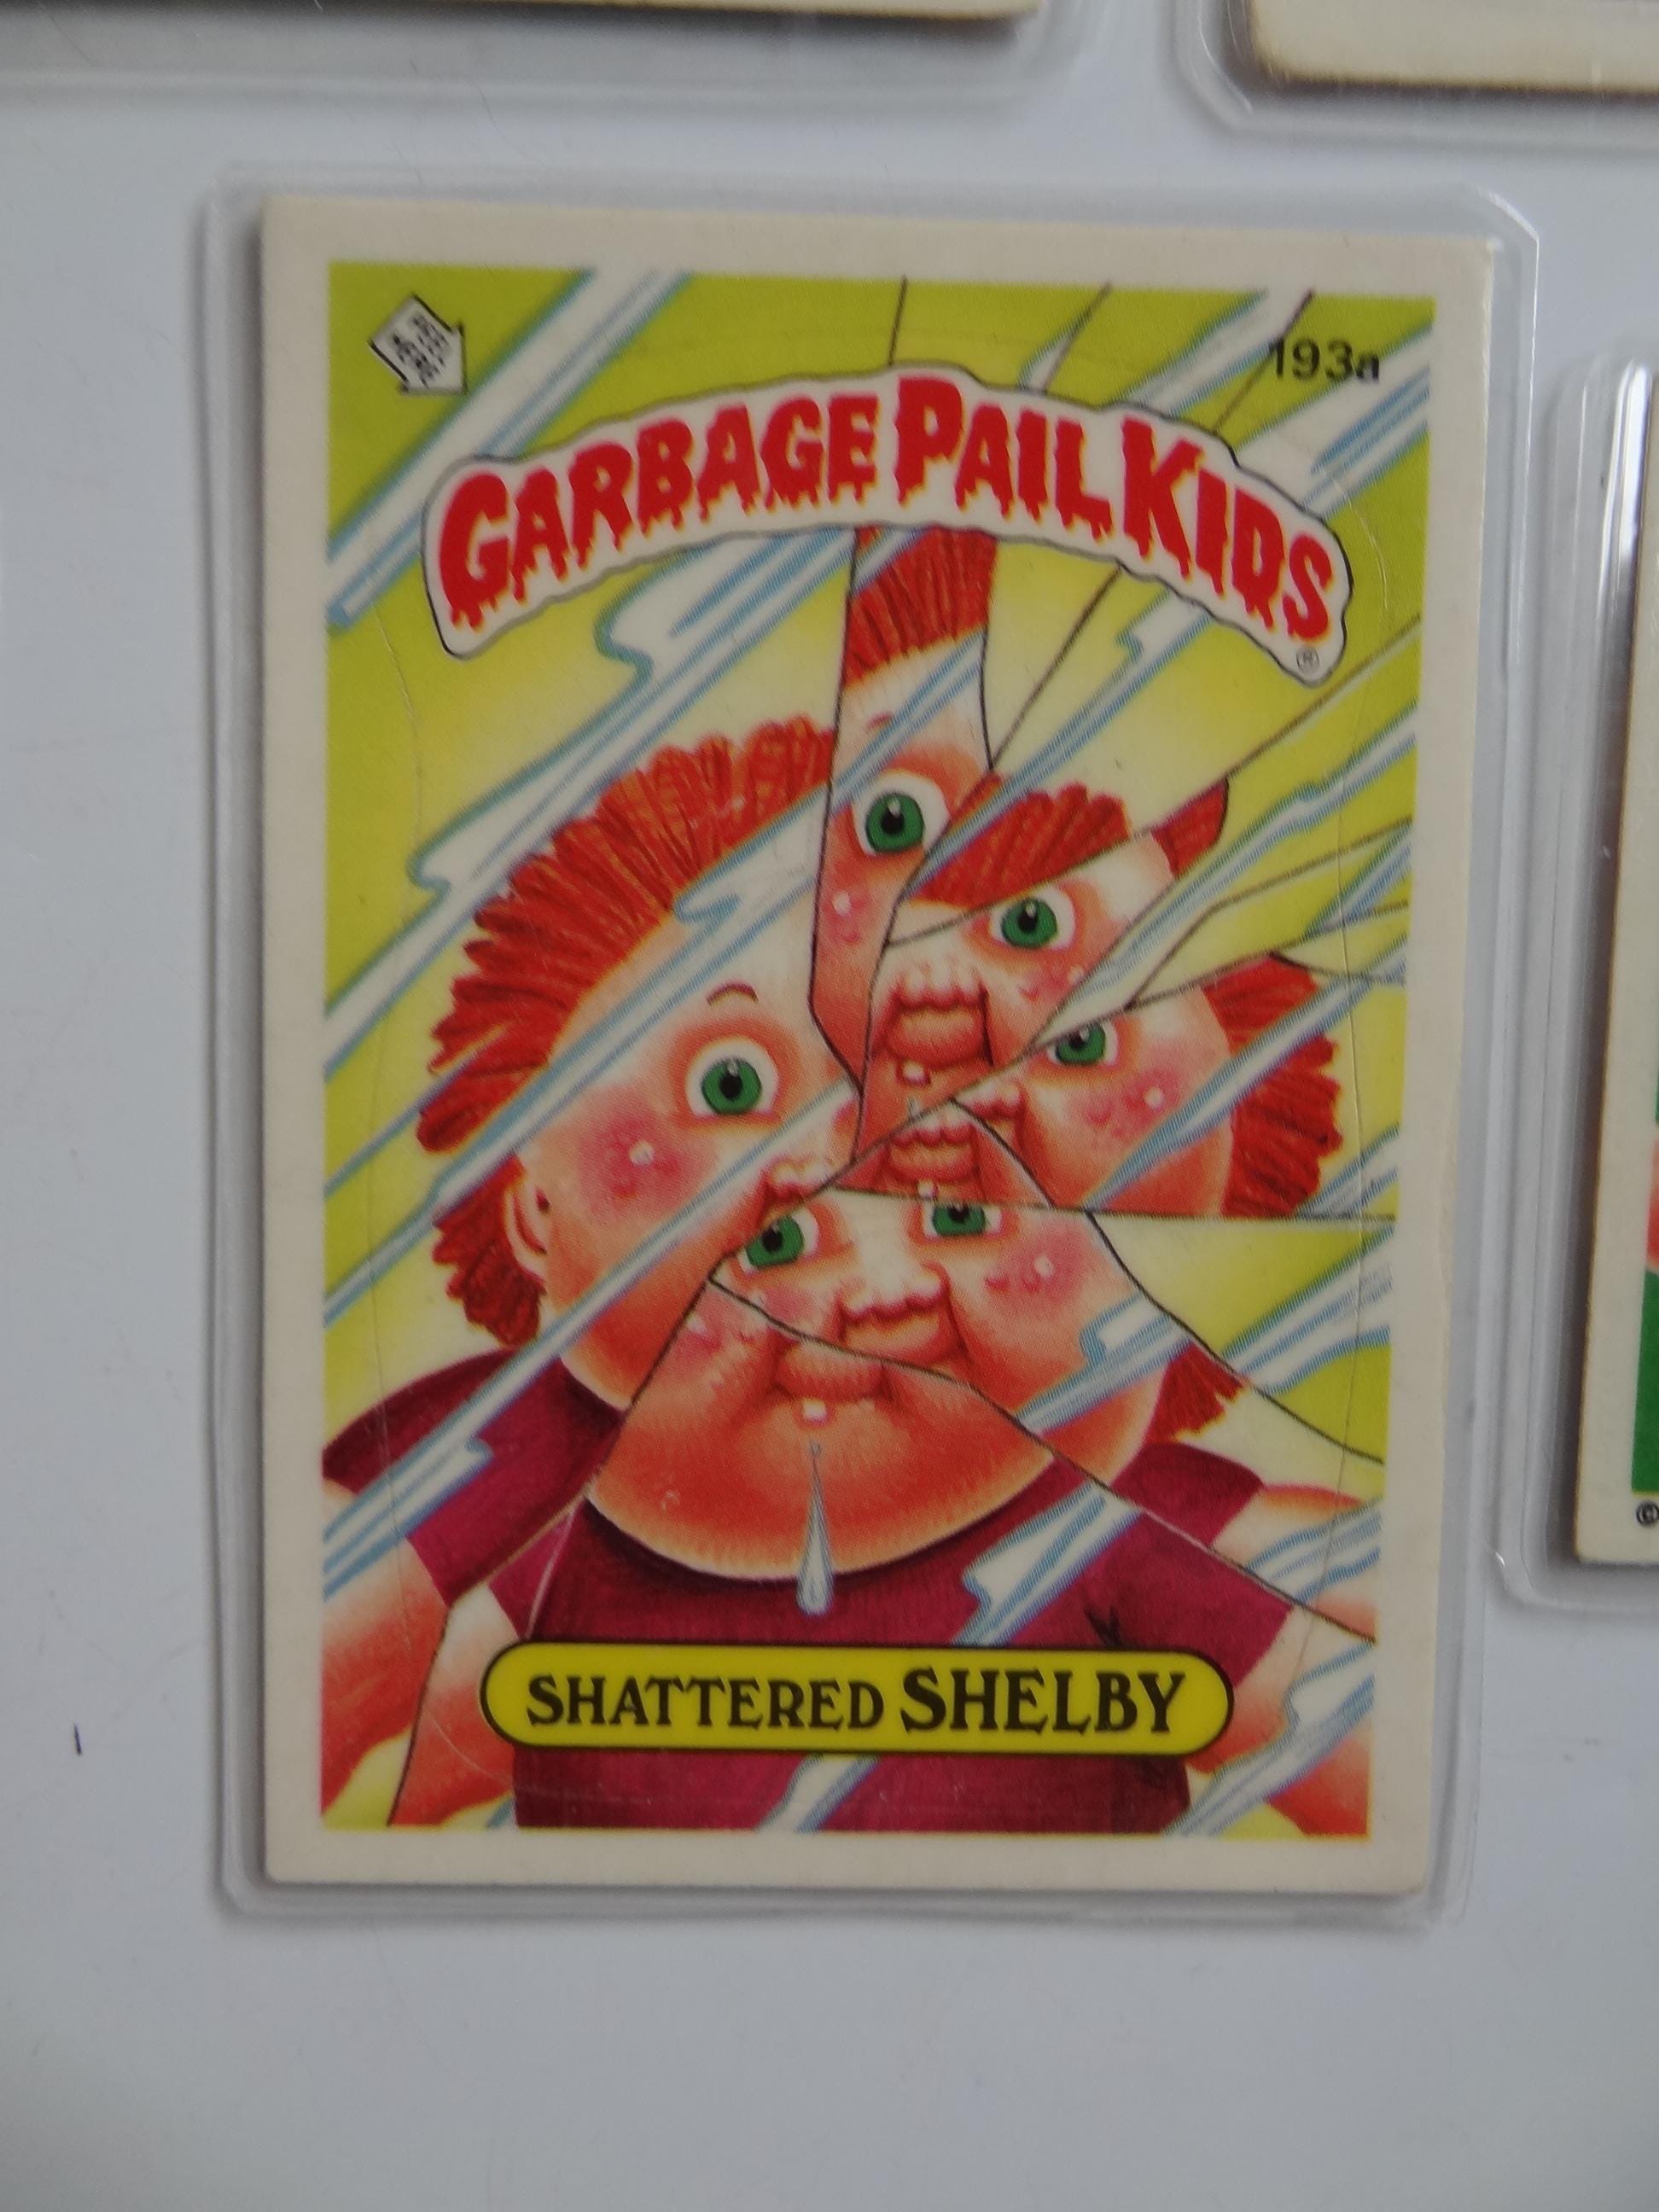 193a
GARBAGE PAIL KIDS
®
SHATTERED SHELBY
©